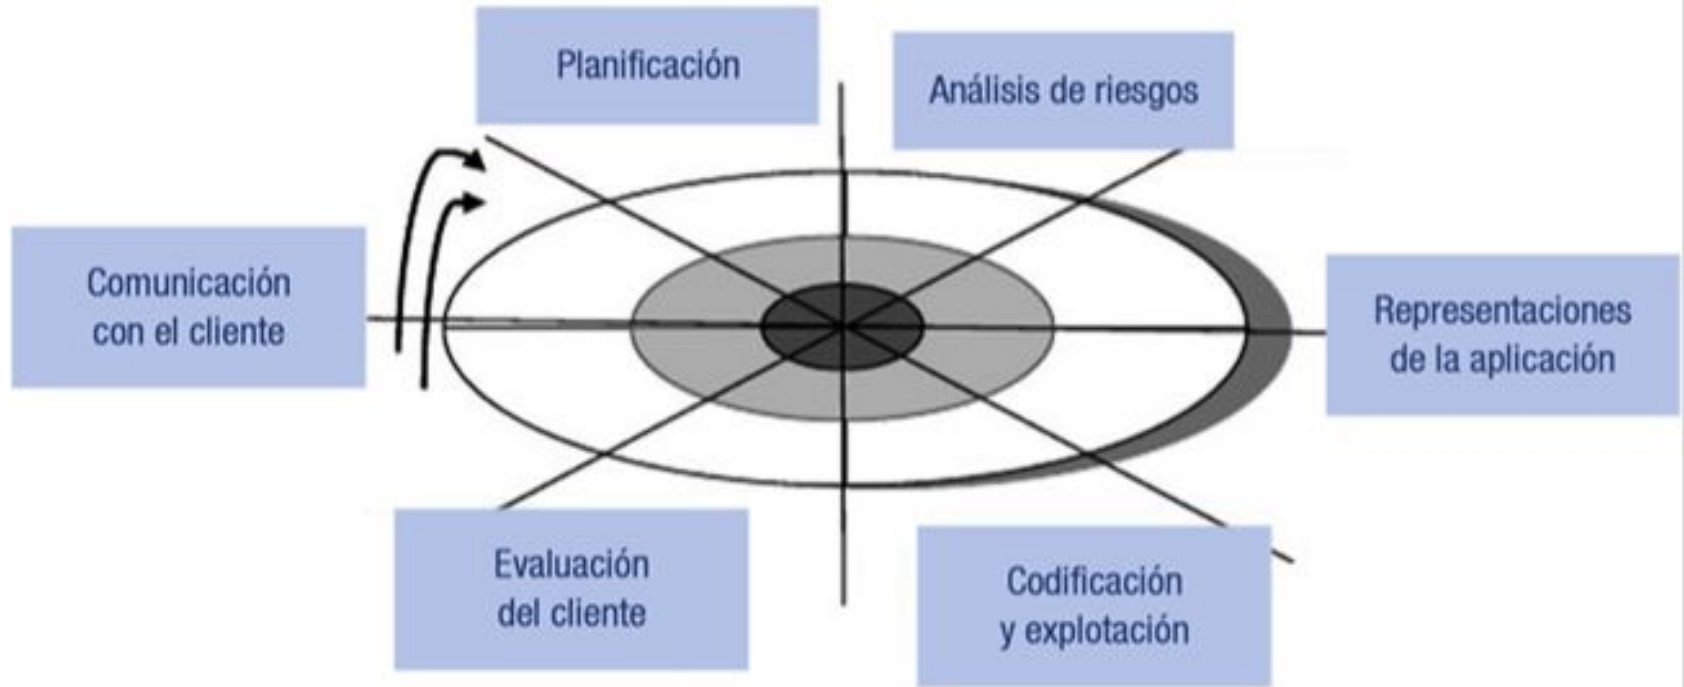 Planificación
Análisis de riesgos
Comunicación
con el cliente
Representaciones
de la aplicación
Evaluación
del cliente
Codificación
y explotación